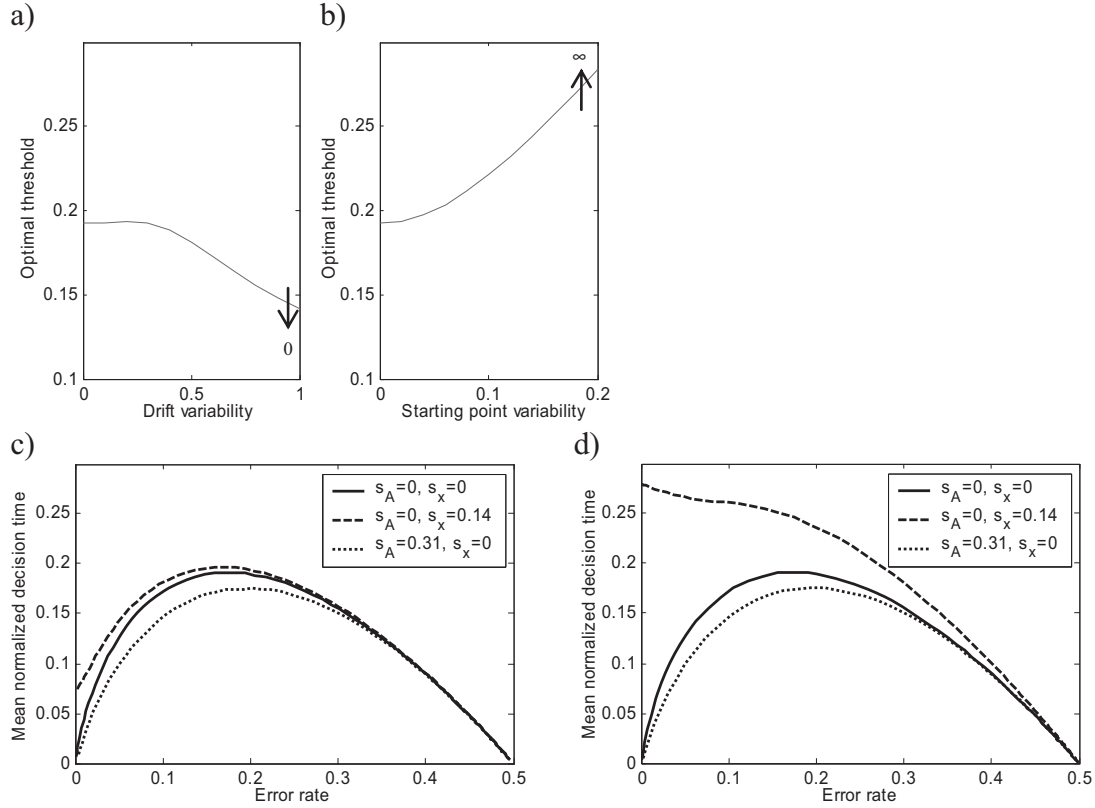 a)
Optimal threshold
0.25
0.2
0.15
0.1
0
0 0.5 1
Drift variability
b)
Optimal threshold
∞
0.25
0.2
0.15
0.1
0 0.1 0.2
Starting point variability
c)
Mean normalized decision time
0.25
0.2
0.15
0.1
0.05
0
s_A=0, s_x=0
s_A=0, s_x=0.14
s_A=0.31, s_x=0
0 0.1 0.2 0.3 0.4 0.5
Error rate
d)
Mean normalized decision time
0.25
0.2
0.15
0.1
0.05
0
s_A=0, s_x=0
s_A=0, s_x=0.14
s_A=0.31, s_x=0
0 0.1 0.2 0.3 0.4 0.5
Error rate